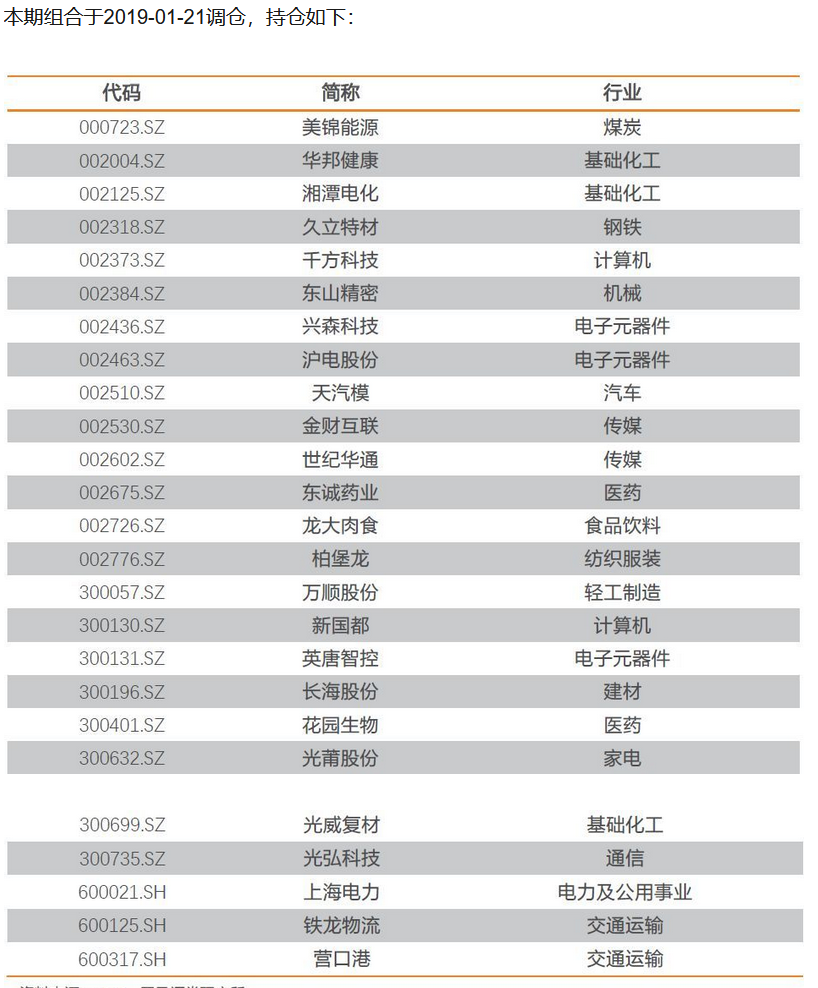 本期组合于2019-01-21调仓，持仓如下：
代码 简称 行业
000723.SZ 美锦能源 煤炭
002004.SZ 华邦健康 基础化工
002125.SZ 湘潭电化 基础化工
002318.SZ 久立特材 钢铁
002373.SZ 千方科技 计算机
002384.SZ 东山精密 机械
002436.SZ 兴森科技 电子元器件
002463.SZ 沪电股份 电子元器件
002510.SZ 天汽模 汽车
002530.SZ 金财互联 传媒
002602.SZ 世纪华通 传媒
002675.SZ 东诚药业 医药
002726.SZ 龙大肉食 食品饮料
002776.SZ 柏堡龙 纺织服装
300057.SZ 万顺股份 轻工制造
300130.SZ 新国都 计算机
300131.SZ 英唐智控 电子元器件
300196.SZ 长海股份 建材
300401.SZ 花园生物 医药
300632.SZ 光莆股份 家电
300699.SZ 光威复材 基础化工
300735.SZ 光弘科技 通信
600021.SH 上海电力 电力及公用事业
600125.SH 铁龙物流 交通运输
600317.SH 营口港 交通运输